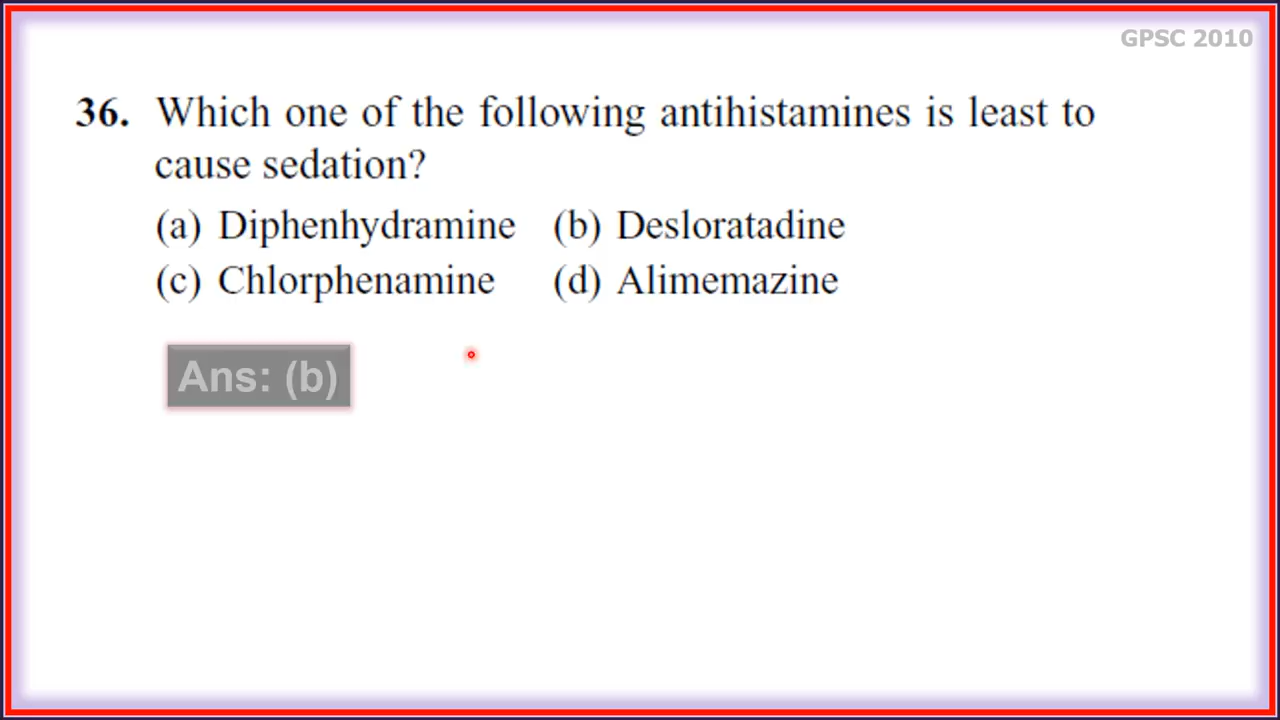 GPSC 2010
36. Which one of the following antihistamines is least to
cause sedation?
(a) Diphenhydramine (b) Desloratadine
(c) Chlorphenamine (d) Alimemazine
Ans: (b)